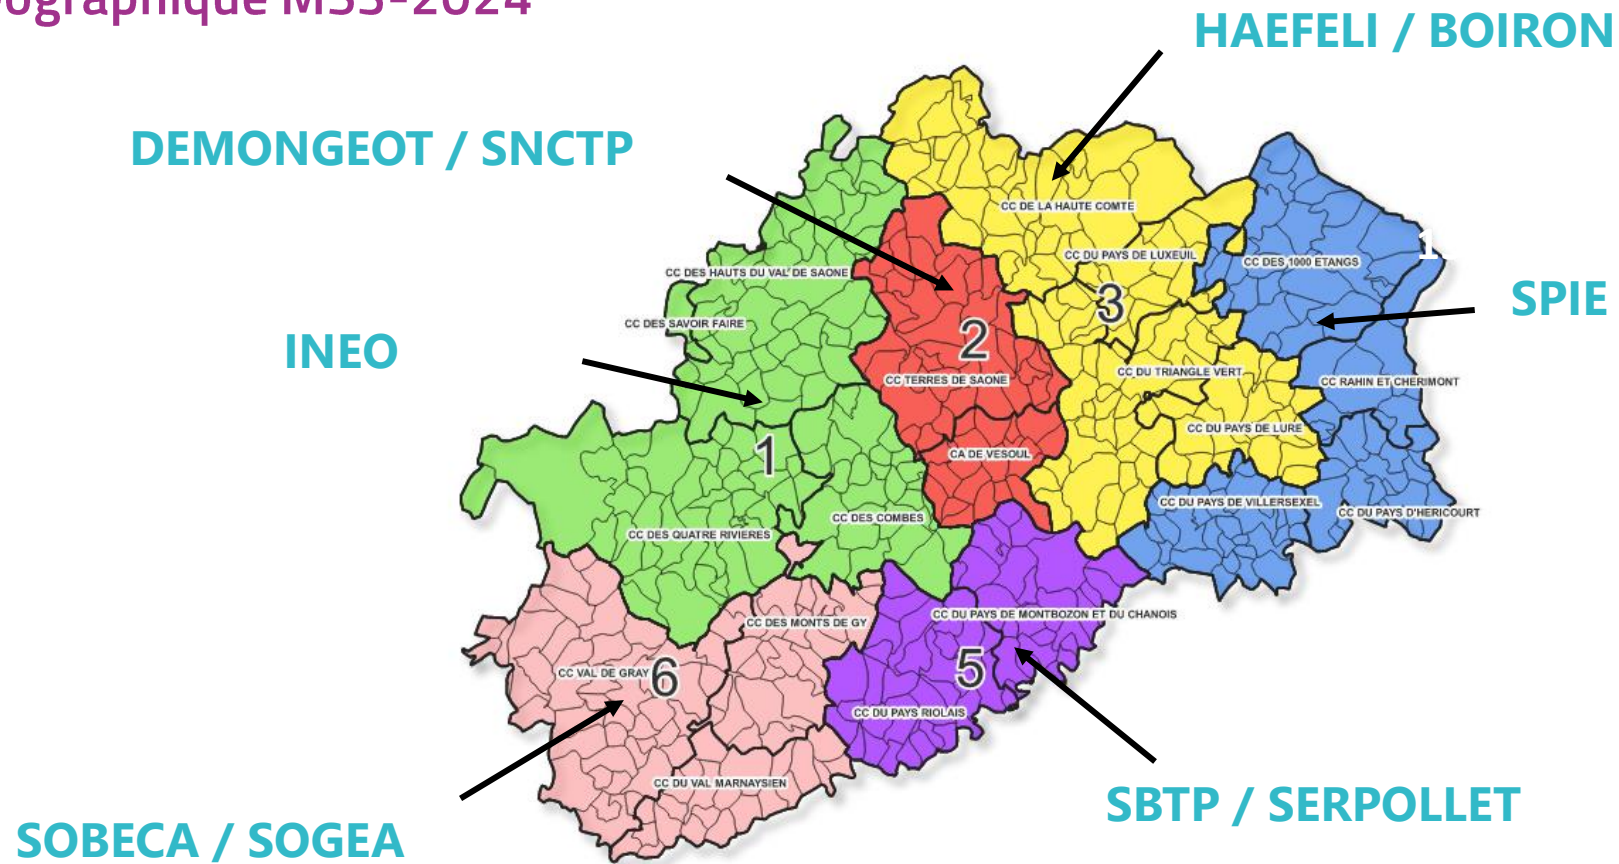 ographique M35-2024
HAEFELI / BOIRON
DEMONGEOT / SNCTP
CC DE LA HAUTE COMTE
1
CC DU PAYS DE LUXEUIL
CC DES 1000 ETANGS
CC DES HAUTS DU VAL DE SAONE
SPIE
3
CC DES SAVOIR FAIRE
2
INEO
CC DU TRIANGLE VERT
CC TERRES DE SAONE
CC RAHIN ET CHERIMONT
CC DU PAYS DE LURE
1
CA DE VESOUL
CC DU PAYS DE VILLERSEXEL
CC DU PAYS D'HERICOURT
CC DES COMBES
CC DES QUATRE RIVIERES
CC DU PAYS DE MONTBOZON ET DU CHANOIS
CC DES MONTS DE GY
5
CC VAL DE GRAY
6
CC DU PAYS RIOLAIS
CC DU VAL MARNAYSIEN
SBTP / SERPOLLET
SOBECA / SOGEA